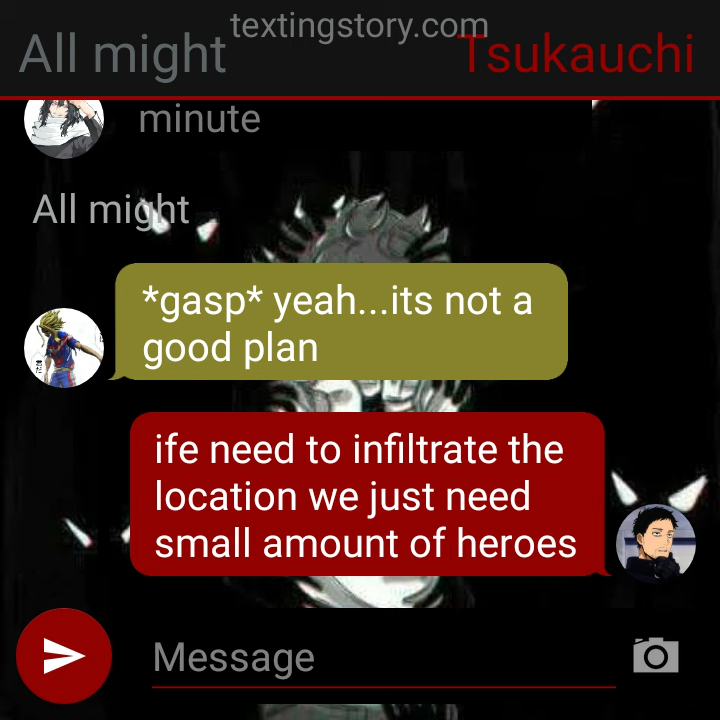 textingstory.com
All might
Tsukauchi
minute
All might
*gasp* yeah...its not a
good plan
ife need to infiltrate the
location we just need
small amount of heroes
Message